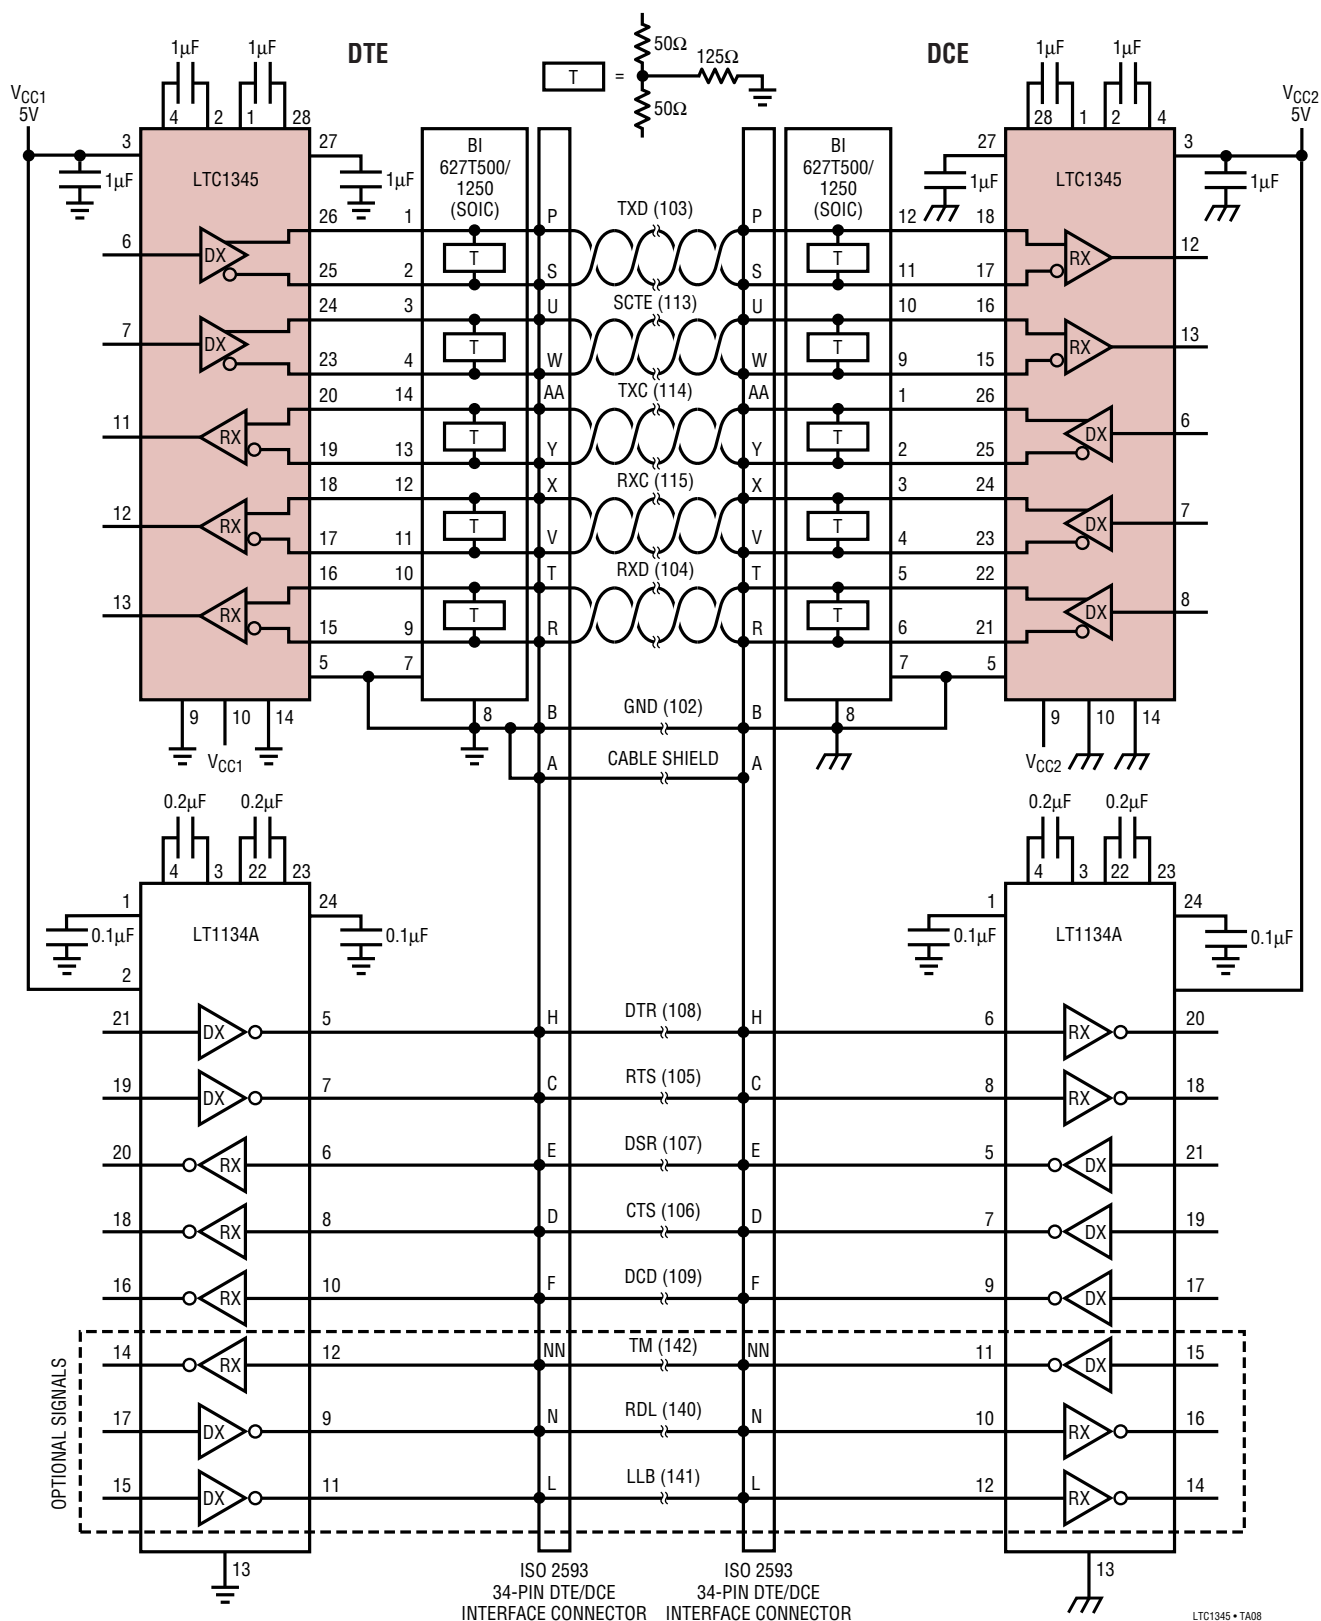 DTE
DCE
T
=
50Ω
125Ω
50Ω
1µF 1µF
1µF 1µF
VCC1
5V
VCC2
5V
4 2 1 28
28 1 2 4
3 27
27 3
1µF
LTC1345
1µF
BI
627T500/
1250
(SOIC)
BI
627T500/
1250
(SOIC)
1µF
LTC1345
1µF
26 1 P TXD (103) P 12 18
6 DX T T RX 12
25 2 S S 11 17
24 3 U SCTE (113) U 10 16
7 DX T T RX 13
23 4 W W 9 15
20 14 AA TXC (114) AA 1 26
11 RX T T DX 6
19 13 Y Y 2 25
18 12 X RXC (115) X 3 24
12 RX T T DX 7
17 11 V V 4 23
16 10 T RXD (104) T 5 22
13 RX T T DX 8
15 9 R R 6 21
5 7 7 5
9 10 14 8 B GND (102) B 8 9 10 14
VCC1 A CABLE SHIELD A VCC2
0.2µF 0.2µF
0.2µF 0.2µF
4 3 22 23
4 3 22 23
1 24
1 24
0.1µF LT1134A 0.1µF
0.1µF LT1134A 0.1µF
2
21 DX 5 H DTR (108) H 6 RX 20
19 DX 7 C RTS (105) C 8 RX 18
20 RX 6 E DSR (107) E 5 DX 21
18 RX 8 D CTS (106) D 7 DX 19
16 RX 10 F DCD (109) F 9 DX 17
OPTIONAL SIGNALS
14 RX 12 NN TM (142) NN 11 DX 15
17 DX 9 N RDL (140) N 10 RX 16
15 DX 11 L LLB (141) L 12 RX 14
13
13
ISO 2593
34-PIN DTE/DCE
INTERFACE CONNECTOR
ISO 2593
34-PIN DTE/DCE
INTERFACE CONNECTOR
LTC1345 • TA08